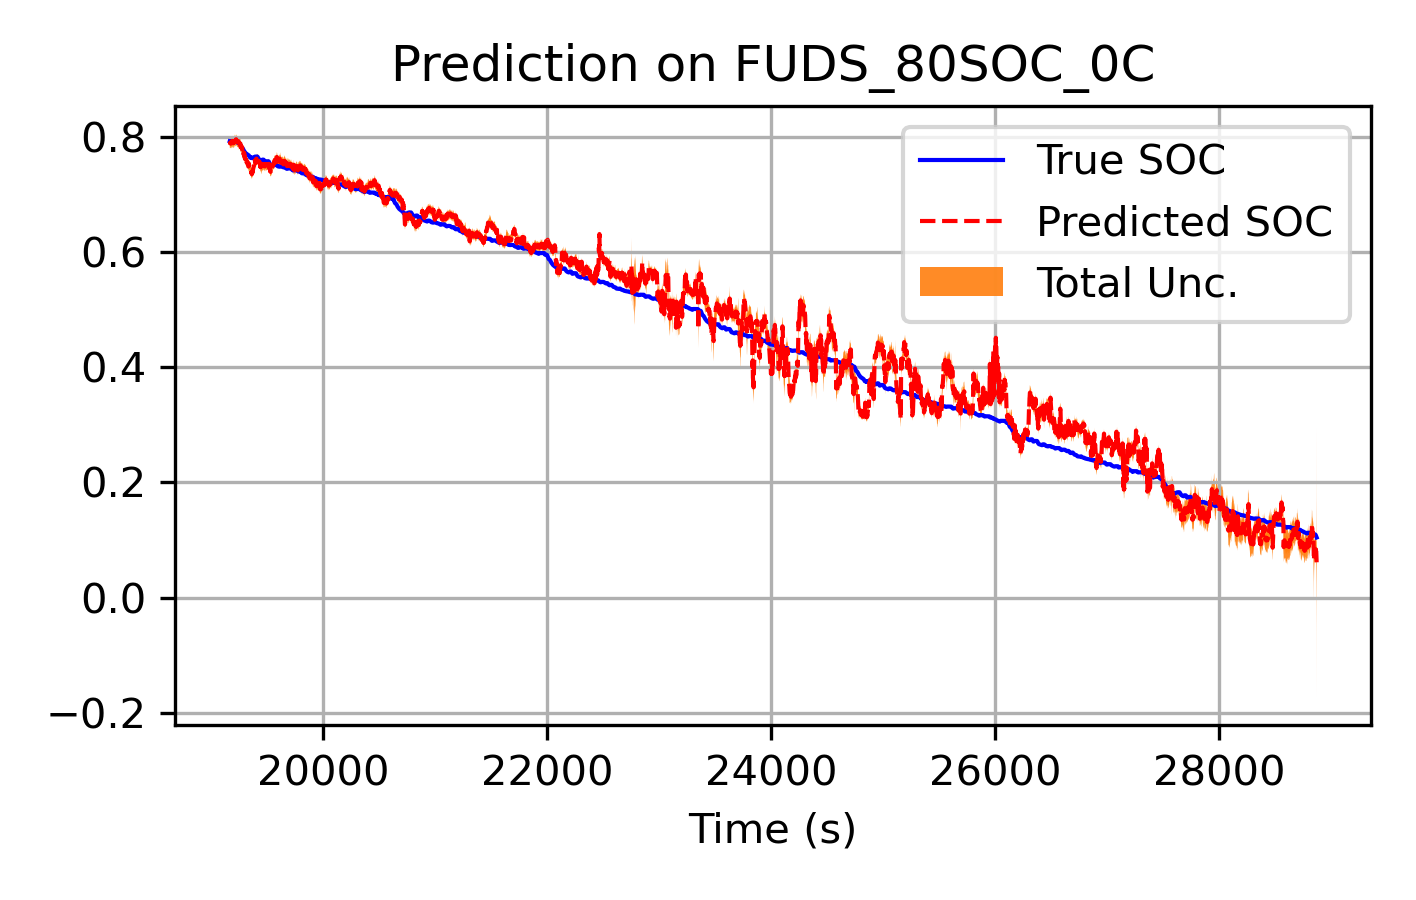 Prediction on FUDS_80SOC_0C
True SOC
Predicted SOC
Total Unc.
0.8
0.6
0.4
0.2
0.0
−0.2
20000 22000 24000 26000 28000
Time (s)